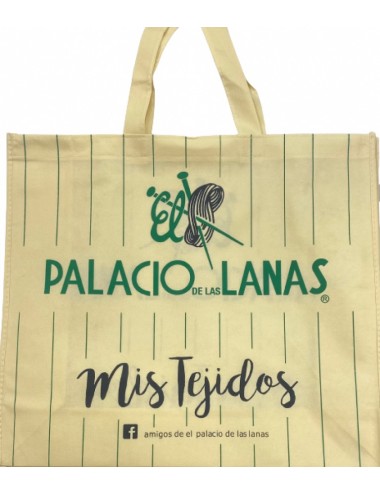 El
PALACIO DE LAS LANAS®
Mis Tejidos
f amigos de el palacio de las lanas